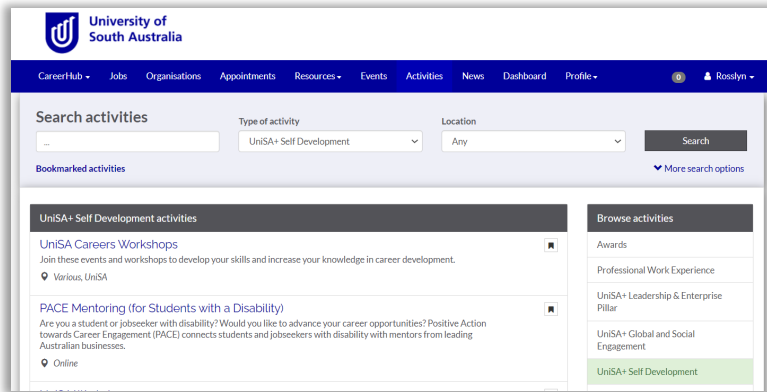 University of
South Australia
CareerHub Jobs Organisations Appointments Resources Events Activities News Dashboard Profile 0 Rosslyn
Search activities
Type of activity
Location
...
UniSA+ Self Development
Any
Search
Bookmarked activities
More search options
UniSA+ Self Development activities
UniSA Careers Workshops
Join these events and workshops to develop your skills and increase your knowledge in career development.
Various, UniSA
PACE Mentoring (for Students with a Disability)
Are you a student or jobseeker with disability? Would you like to advance your career opportunities? Positive Action
towards Career Engagement (PACE) connects students and jobseekers with disability with mentors from leading
Australian businesses.
Online
Browse activities
Awards
Professional Work Experience
UniSA+ Leadership & Enterprise
Pillar
UniSA+ Global and Social
Engagement
UniSA+ Self Development